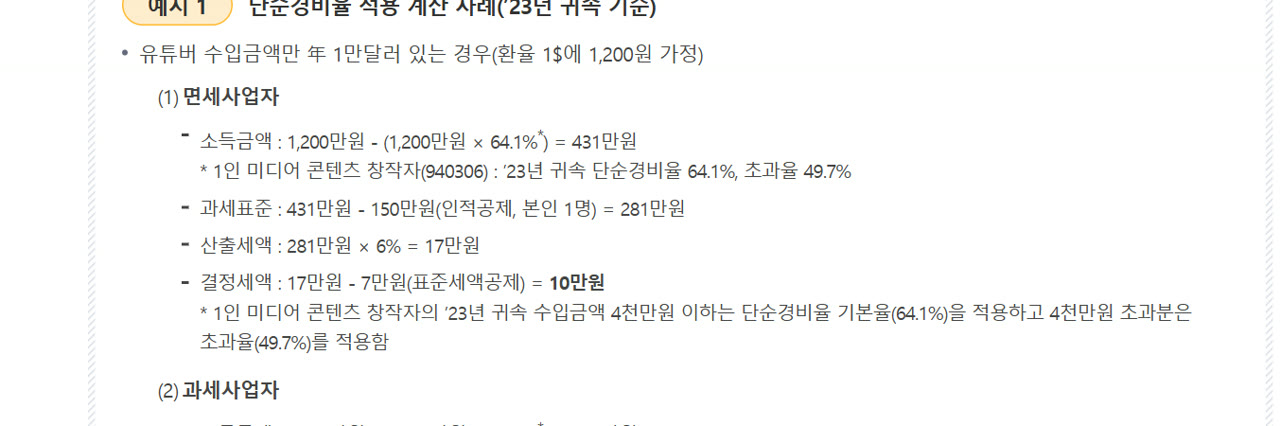 예시 1 단순경비율 적용 계산 사례('23년 귀속 기준)
• 유튜버 수입금액만 年 1만달러 있는 경우(환율 1$에 1,200원 가정)
(1) 면세사업자
- 소득금액 : 1,200만원 - (1,200만원 × 64.1%*) = 431만원
* 1인 미디어 콘텐츠 창작자(940306) : '23년 귀속 단순경비율 64.1%, 초과율 49.7%
- 과세표준 : 431만원 - 150만원(인적공제, 본인 1명) = 281만원
- 산출세액 : 281만원 × 6% = 17만원
- 결정세액 : 17만원 - 7만원(표준세액공제) = 10만원
* 1인 미디어 콘텐츠 창작자의 '23년 귀속 수입금액 4천만원 이하는 단순경비율 기본율(64.1%)을 적용하고 4천만원 초과분은
초과율(49.7%)를 적용함
(2) 과세사업자